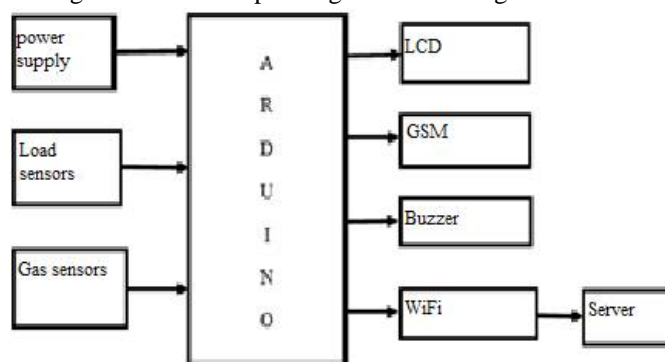 power
supply
Load
sensors
Gas sensors
A
R
D
U
I
N
O
LCD
GSM
Buzzer
WiFi
Server